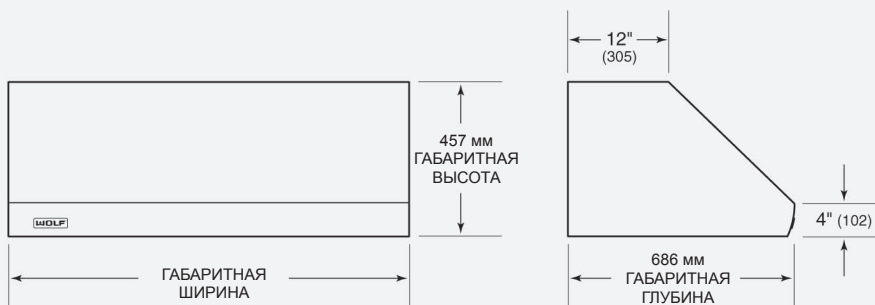 12"
(305)
457 мм
ГАБАРИТНАЯ
ВЫСОТА
WOLF
4" (102)
ГАБАРИТНАЯ
ШИРИНА
686 мм
ГАБАРИТНАЯ
ГЛУБИНА